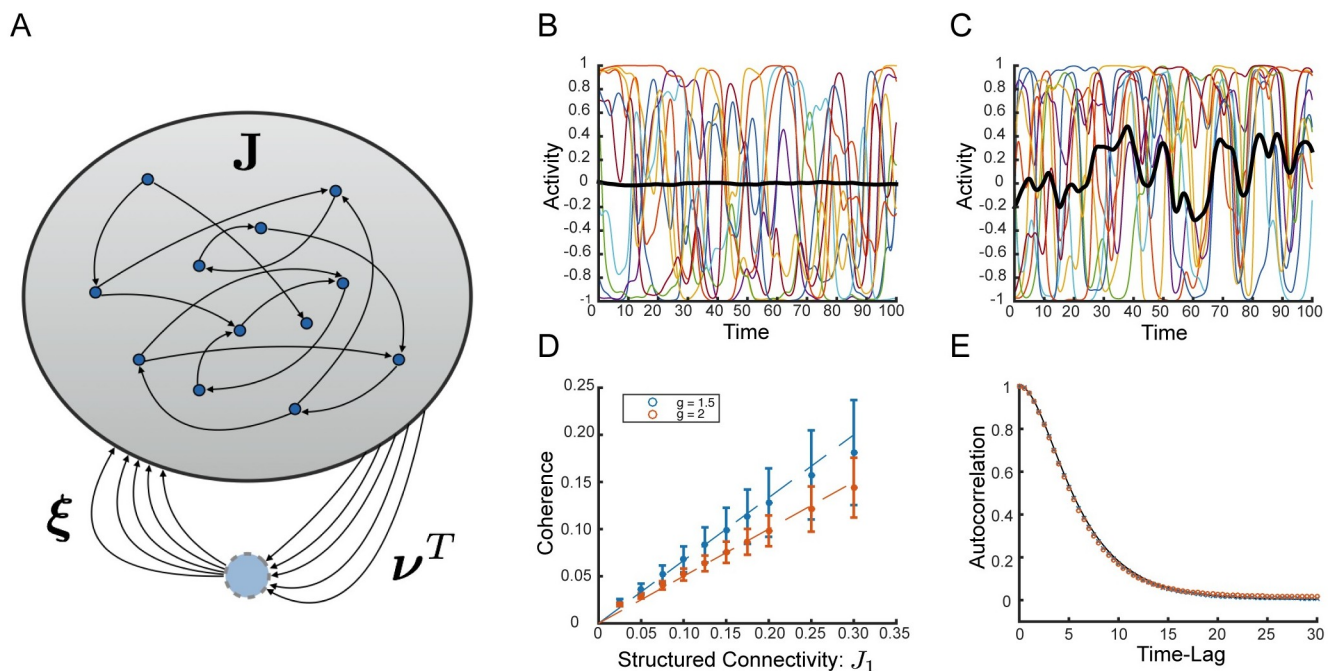 A
J
ξ
νᵀ
B
Activity
1
0.8
0.6
0.4
0.2
0
-0.2
-0.4
-0.6
-0.8
-1
0 10 20 30 40 50 60 70 80 90 100
Time
C
Activity
1
0.8
0.6
0.4
0.2
0
-0.2
-0.4
-0.6
-0.8
-1
0 10 20 30 40 50 60 70 80 90 100
Time
D
Coherence
0.25
0.20
0.15
0.10
0.05
0
g = 1.5
g = 2
0 0.05 0.10 0.15 0.20 0.25 0.30 0.35
Structured Connectivity: J₁
E
Autocorrelation
1
0.8
0.6
0.4
0.2
0
0 5 10 15 20 25 30
Time-Lag